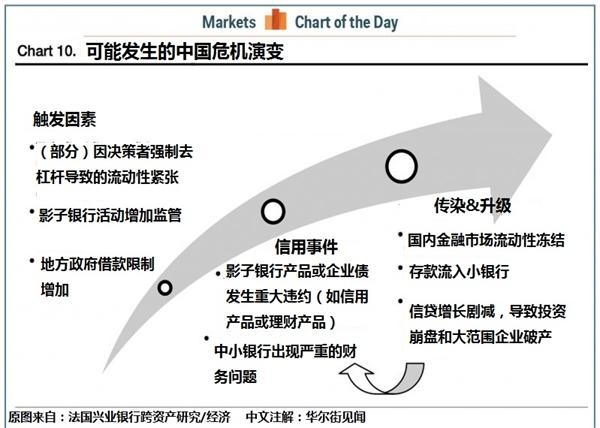 Markets Chart of the Day
Chart 10. 可能发生的中国危机演变
触发因素
•（部分）因决策者强制去
杠杆导致的流动性紧张
•影子银行活动增加监管
•地方政府借款限制
增加
信用事件
•影子银行产品或企业债
发生重大违约（如信用
产品或理财产品）
•中小银行出现严重的财
务问题
传染&升级
•国内金融市场流动性冻结
•存款流入小银行
•信贷增长剧减，导致投资
崩盘和大范围企业破产
原图来自：法国兴业银行跨资产研究/经济 中文注解：华尔街见闻